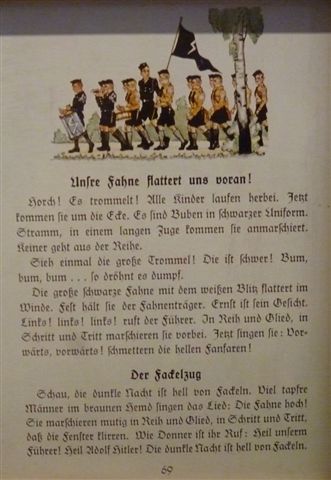 Unsre Fahne flattert uns voran!
Horch! Es trommelt! Alle Kinder laufen herbei. Jetzt
kommen sie um die Ecke. Es sind Buben in schwarzer Uniform.
Stramm, in einem langen Zuge kommen sie anmarschiert.
Keiner geht aus der Reihe.
Sieh einmal die große Trommel! Die ist schwer! Bum,
bum, bum . . . so dröhnt es dumpf.
Die große schwarze Fahne mit dem weißen Blitz flattert im
Winde. Fest hält sie der Fahnenträger. Ernst ist sein Gesicht.
Links! links! links! ruft der Führer. In Reih und Glied, in
Schritt und Tritt marschieren sie vorbei. Jetzt singen sie: Vor-
wärts, vorwärts! schmettern die hellen Fanfaren!
Der Fackelzug
Schau, die dunkle Nacht ist hell von Fackeln. Viel tapfre
Männer im braunen Hemd singen das Lied: Die Fahne hoch!
Sie marschieren mutig in Reih und Glied, in Schritt und Tritt,
daß die Fenster klirren. Wie Donner ist ihr Ruf: Heil unserm
Führer! Heil Adolf Hitler! Die dunkle Nacht ist hell von Fackeln.
69